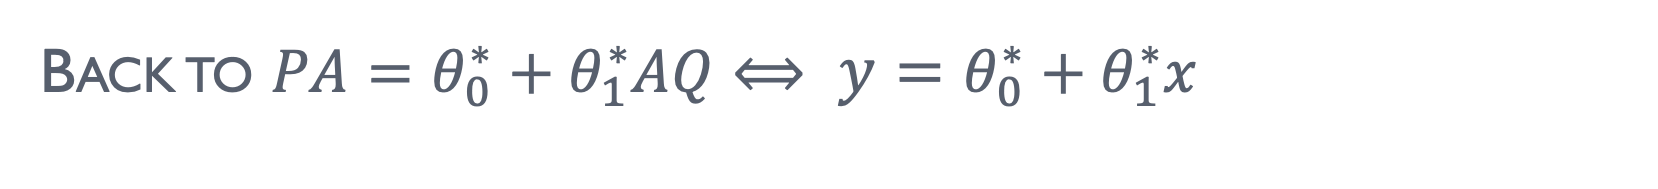 BACK TO 𝑃𝐴 = 𝜃₀* + 𝜃₁*𝐴𝑄 ⟺ 𝑦 = 𝜃₀* + 𝜃₁*𝑥